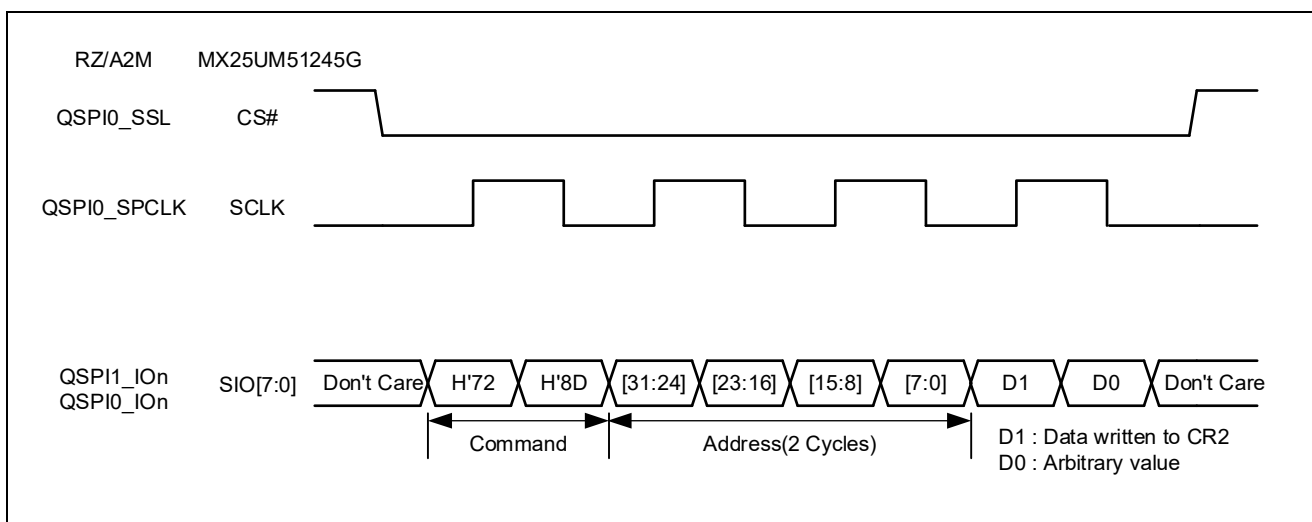 RZ/A2M MX25UM51245G
QSPI0_SSL CS#
QSPI0_SPCLK SCLK
QSPI1_IOn
QSPI0_IOn
SIO[7:0]
Don't Care H'72 H'8D [31:24] [23:16] [15:8] [7:0] D1 D0 Don't Care
Command Address(2 Cycles)
D1 : Data written to CR2
D0 : Arbitrary value